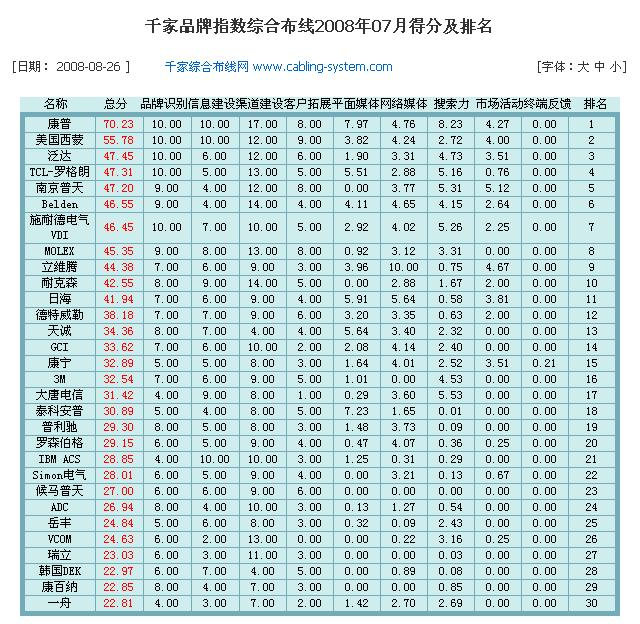 千家品牌指数综合布线2008年07月得分及排名
[日期： 2008-08-26 ] 千家综合布线网 www.cabling-system.com [字体：大 中 小]
名称 总分 品牌识别 信息建设 渠道建设 客户拓展 平面媒体 网络媒体 搜索力 市场活动 终端反馈 排名
康普 70.23 10.00 10.00 17.00 8.00 7.97 4.76 8.23 4.27 0.00 1
美国西蒙 55.78 10.00 10.00 12.00 9.00 3.82 4.24 2.72 4.00 0.00 2
泛达 47.45 10.00 6.00 12.00 6.00 1.90 3.31 4.73 3.51 0.00 3
TCL-罗格朗 47.31 10.00 5.00 13.00 5.00 5.51 2.88 5.16 0.76 0.00 4
南京普天 47.20 9.00 4.00 12.00 8.00 0.00 3.77 5.31 5.12 0.00 5
Belden 46.55 9.00 4.00 14.00 4.00 4.11 4.65 4.15 2.64 0.00 6
施耐德电气
VDI 46.45 10.00 7.00 10.00 5.00 2.92 4.02 5.26 2.25 0.00 7
MOLEX 45.35 9.00 8.00 13.00 8.00 0.92 3.12 3.31 0.00 0.00 8
立维腾 44.38 7.00 6.00 9.00 3.00 3.96 10.00 0.75 4.67 0.00 9
耐克森 42.55 8.00 9.00 14.00 5.00 0.00 2.88 1.67 2.00 0.00 10
日海 41.94 7.00 6.00 9.00 4.00 5.91 5.64 0.58 3.81 0.00 11
德特威勒 38.18 7.00 7.00 9.00 6.00 3.20 3.35 0.63 2.00 0.00 12
天诚 34.36 8.00 7.00 4.00 4.00 5.64 3.40 2.32 0.00 0.00 13
GCI 33.62 7.00 6.00 10.00 2.00 2.08 4.14 2.40 0.00 0.00 14
康宁 32.89 5.00 5.00 8.00 3.00 1.64 4.01 2.52 3.51 0.21 15
3M 32.54 7.00 6.00 9.00 5.00 1.01 0.00 4.53 0.00 0.00 16
大唐电信 31.42 4.00 9.00 8.00 1.00 0.29 3.60 5.53 0.00 0.00 17
泰科安普 30.89 5.00 4.00 8.00 5.00 7.23 1.65 0.01 0.00 0.00 18
普利驰 29.30 8.00 5.00 8.00 3.00 1.48 3.73 0.09 0.00 0.00 19
罗森伯格 29.15 6.00 5.00 9.00 4.00 0.47 4.07 0.36 0.25 0.00 20
IBM ACS 28.85 4.00 10.00 10.00 3.00 1.25 0.31 0.29 0.00 0.00 21
Simon电气 28.01 6.00 5.00 9.00 4.00 0.00 3.21 0.13 0.67 0.00 22
候马普天 27.00 6.00 6.00 9.00 6.00 0.00 0.00 0.00 0.00 0.00 23
ADC 26.94 8.00 4.00 10.00 3.00 0.13 1.27 0.54 0.00 0.00 24
岳丰 24.84 5.00 6.00 8.00 3.00 0.32 0.09 2.43 0.00 0.00 25
VCOM 24.63 6.00 2.00 13.00 0.00 0.00 0.22 3.16 0.25 0.00 26
瑞立 23.03 6.00 3.00 11.00 3.00 0.00 0.00 0.03 0.00 0.00 27
韩国DEK 22.97 6.00 7.00 4.00 5.00 0.00 0.89 0.08 0.00 0.00 28
康百纳 22.85 8.00 4.00 7.00 3.00 0.00 0.00 0.85 0.00 0.00 29
一舟 22.81 4.00 3.00 7.00 2.00 1.42 2.70 2.69 0.00 0.00 30